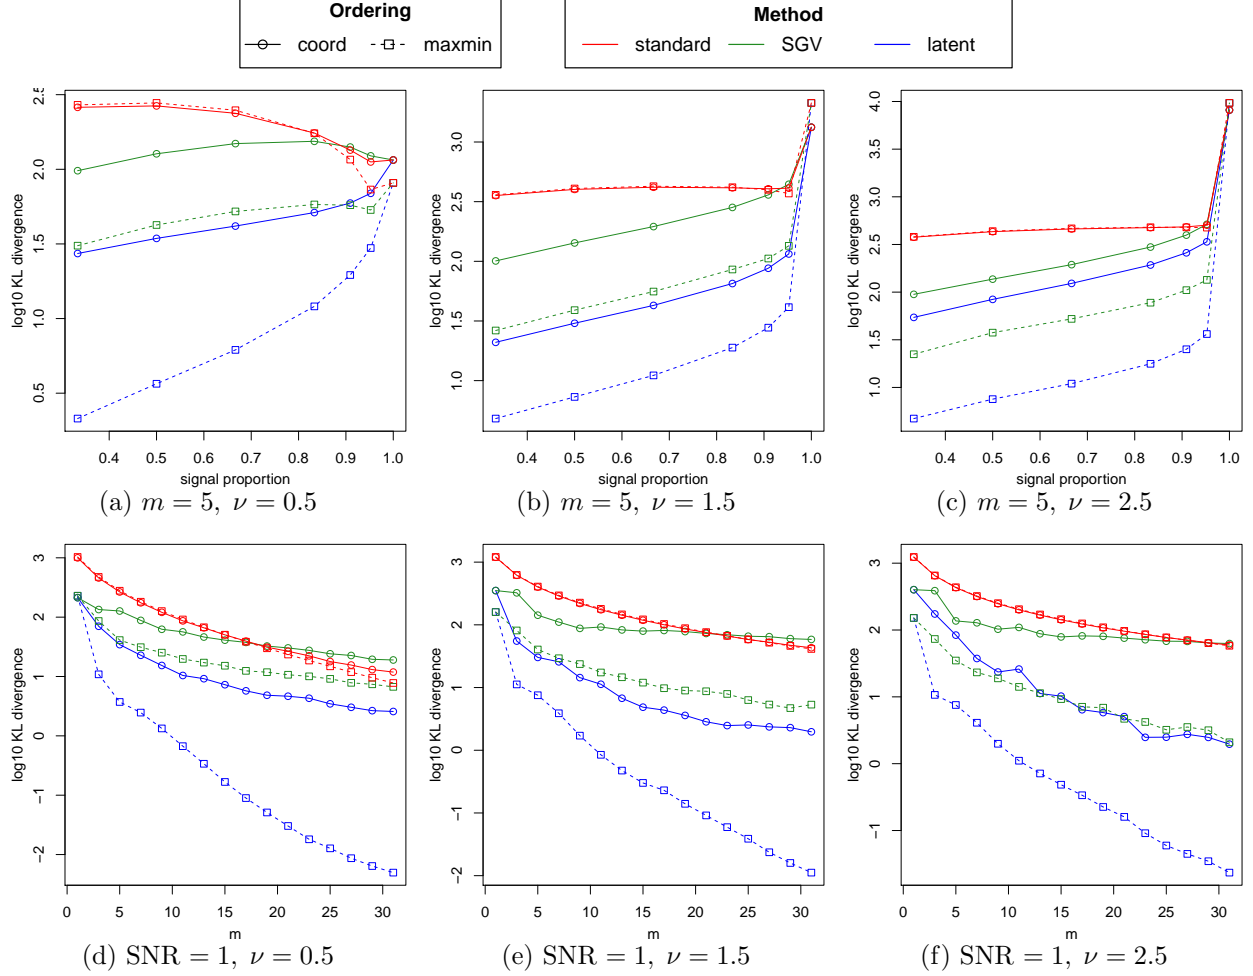 Ordering
coord maxmin
Method
standard SGV latent
log10 KL divergence
0.5 1.0 1.5 2.0 2.5
0.4 0.5 0.6 0.7 0.8 0.9 1.0
signal proportion
(a) m = 5, ν = 0.5
log10 KL divergence
1.0 1.5 2.0 2.5 3.0
0.4 0.5 0.6 0.7 0.8 0.9 1.0
signal proportion
(b) m = 5, ν = 1.5
log10 KL divergence
1.0 1.5 2.0 2.5 3.0 3.5 4.0
0.4 0.5 0.6 0.7 0.8 0.9 1.0
signal proportion
(c) m = 5, ν = 2.5
log10 KL divergence
−2 −1 0 1 2 3
0 5 10 15 20 25 30
m
(d) SNR = 1, ν = 0.5
log10 KL divergence
−2 −1 0 1 2 3
0 5 10 15 20 25 30
m
(e) SNR = 1, ν = 1.5
log10 KL divergence
−1 0 1 2 3
0 5 10 15 20 25 30
m
(f) SNR = 1, ν = 2.5